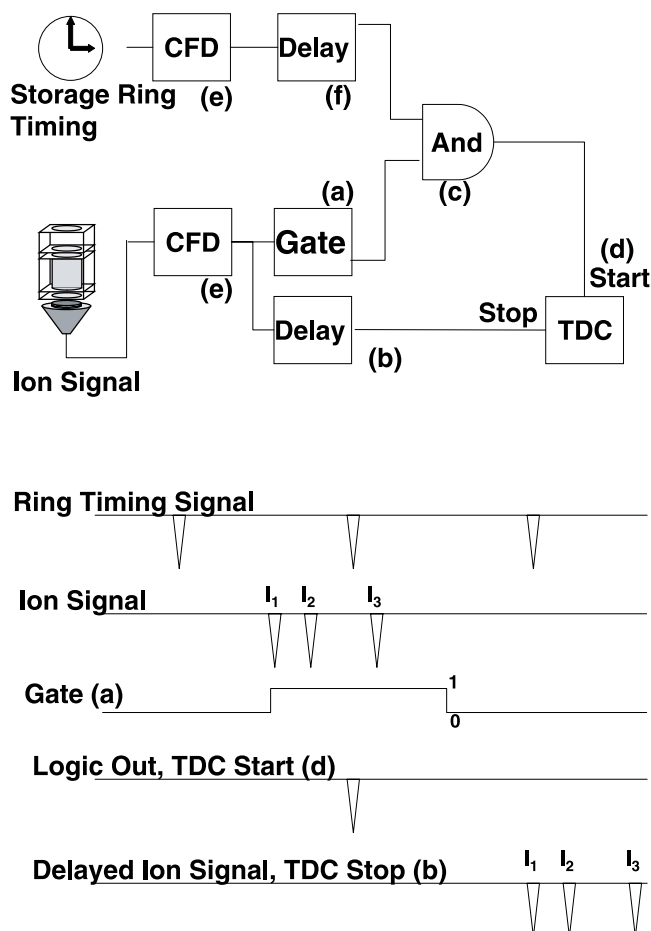 CFD
Delay
Storage Ring
Timing
(e)
(f)
And
(c)
(a)
CFD
Gate
(e)
(d)
Start
Stop
TDC
Delay
(b)
Ion Signal
Ring Timing Signal
Ion Signal
I₁ I₂ I₃
Gate (a)
1
0
Logic Out, TDC Start (d)
Delayed Ion Signal, TDC Stop (b)
I₁ I₂ I₃